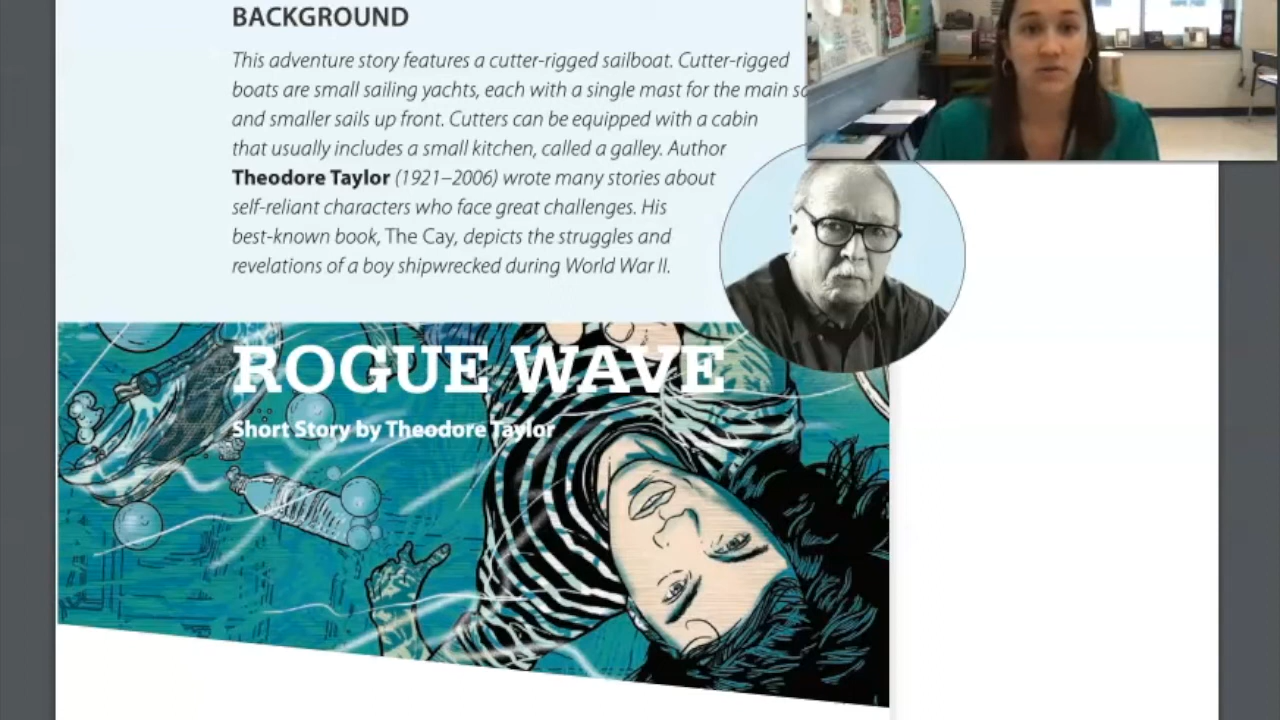 BACKGROUND
This adventure story features a cutter-rigged sailboat. Cutter-rigged
boats are small sailing yachts, each with a single mast for the main
and smaller sails up front. Cutters can be equipped with a cabin
that usually includes a small kitchen, called a galley. Author
Theodore Taylor (1921–2006) wrote many stories about
self-reliant characters who face great challenges. His
best-known book, The Cay, depicts the struggles and
revelations of a boy shipwrecked during World War II.
ROGUE WAVE
Short Story by Theodore Taylor